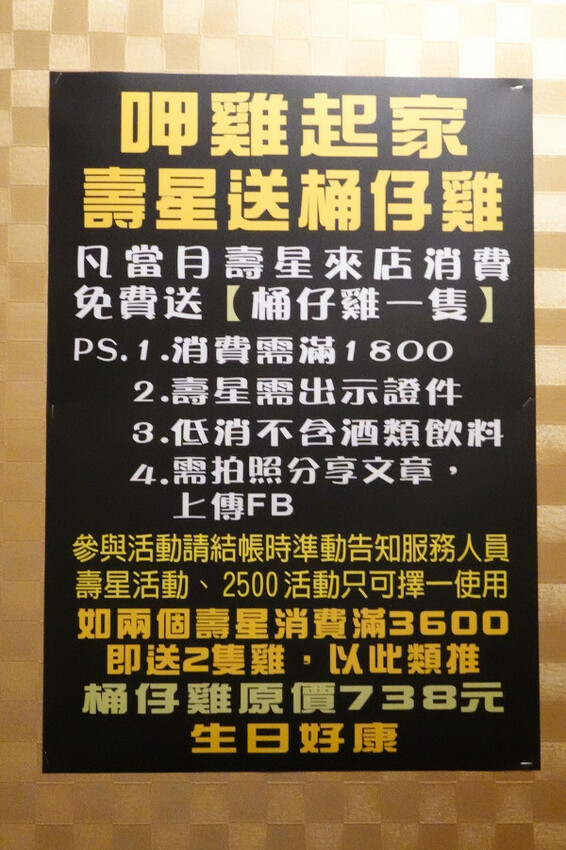 呷雞起家
壽星送桶仔雞
凡當月壽星來店消費
免費送【桶仔雞一隻】
PS.1.消費需滿1800
2.壽星需出示證件
3.低消不含酒類飲料
4.需拍照分享文章，
上傳FB
參與活動請結帳時準動告知服務人員
壽星活動、2500活動只可擇一使用
如兩個壽星消費滿3600
即送2隻雞，以此類推
桶仔雞原價738元
生日好康